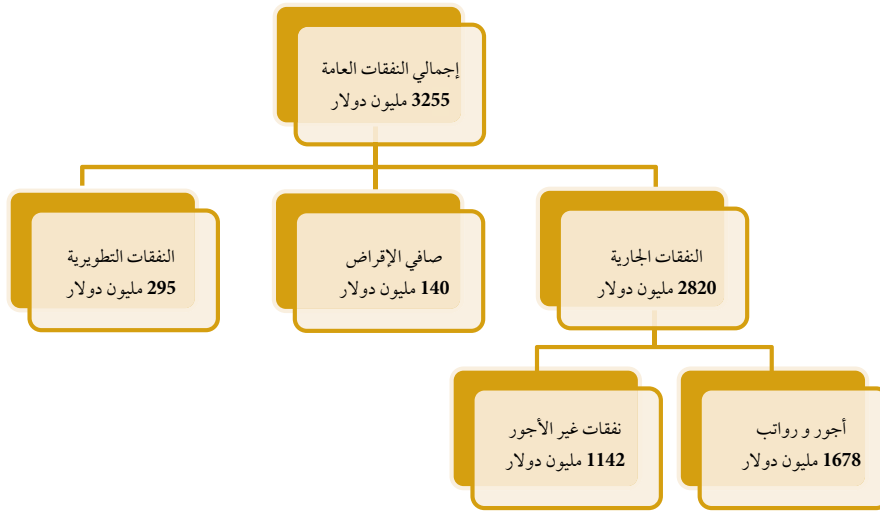 إجمالي النفقات العامة
3255 مليون دولار
النفقات الجارية
2820 مليون دولار
صافي الإقراض
140 مليون دولار
النفقات التطويرية
295 مليون دولار
أجور و رواتب
1678 مليون دولار
نفقات غير الأجور
1142 مليون دولار